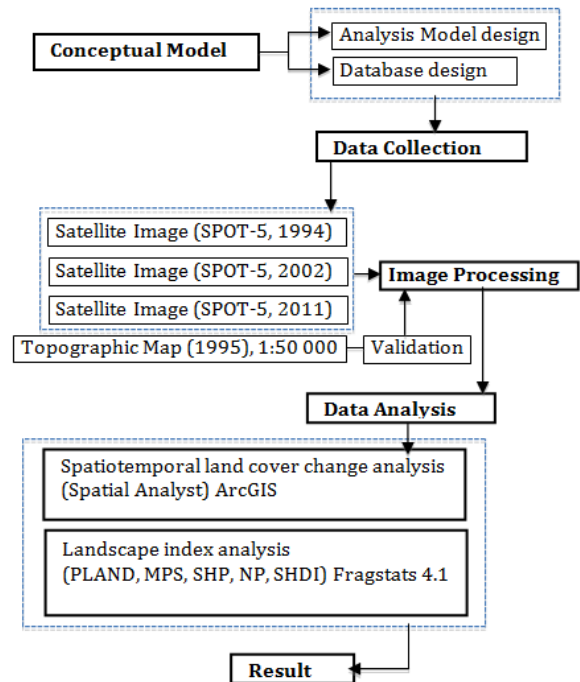 Analysis Model design
Conceptual Model
Database design
Data Collection
Satellite Image (SPOT-5, 1994)
Satellite Image (SPOT-5, 2002)
Image Processing
Satellite Image (SPOT-5, 2011)
Topographic Map (1995), 1:50 000
Validation
Data Analysis
Spatiotemporal land cover change analysis
(Spatial Analyst) ArcGIS
Landscape index analysis
(PLAND, MPS, SHP, NP, SHDI) Fragstats 4.1
Result